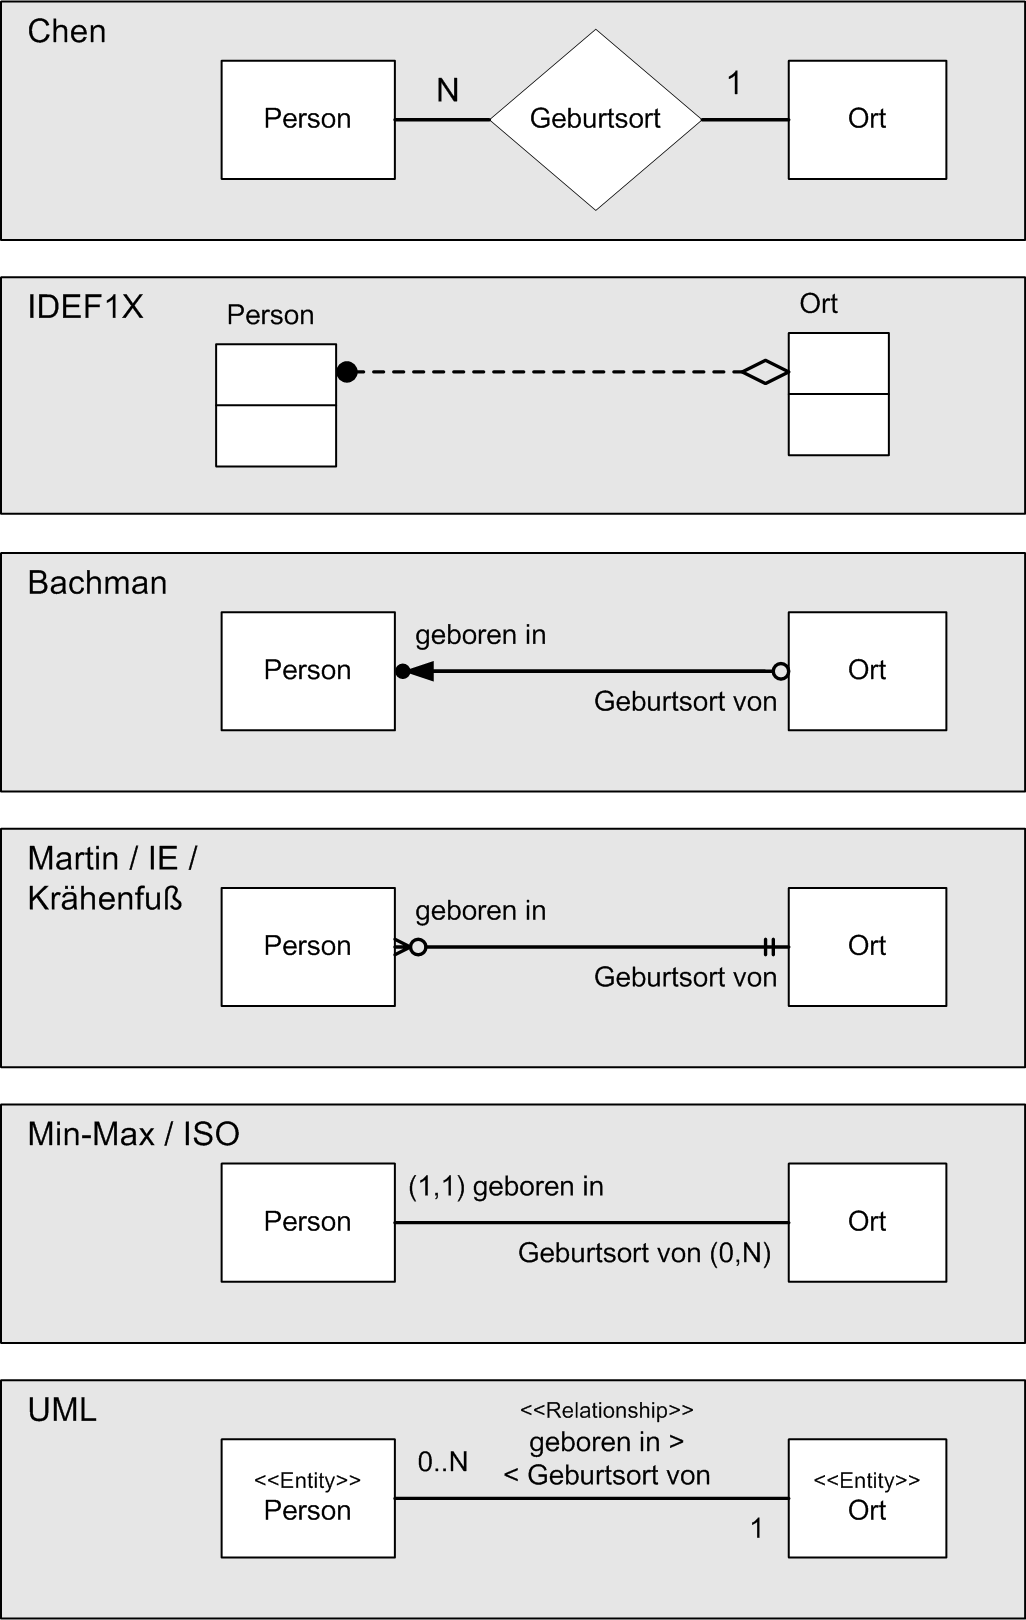 Chen
Person
N
Geburtsort
1
Ort
IDEF1X
Person
Ort
Bachman
Person
geboren in
Geburtsort von
Ort
Martin / IE /
Krähenfuß
Person
geboren in
Geburtsort von
Ort
Min-Max / ISO
Person
(1,1) geboren in
Geburtsort von (0,N)
Ort
UML
<<Entity>>
Person
0..N
<<Relationship>>
geboren in >
< Geburtsort von
1
<<Entity>>
Ort